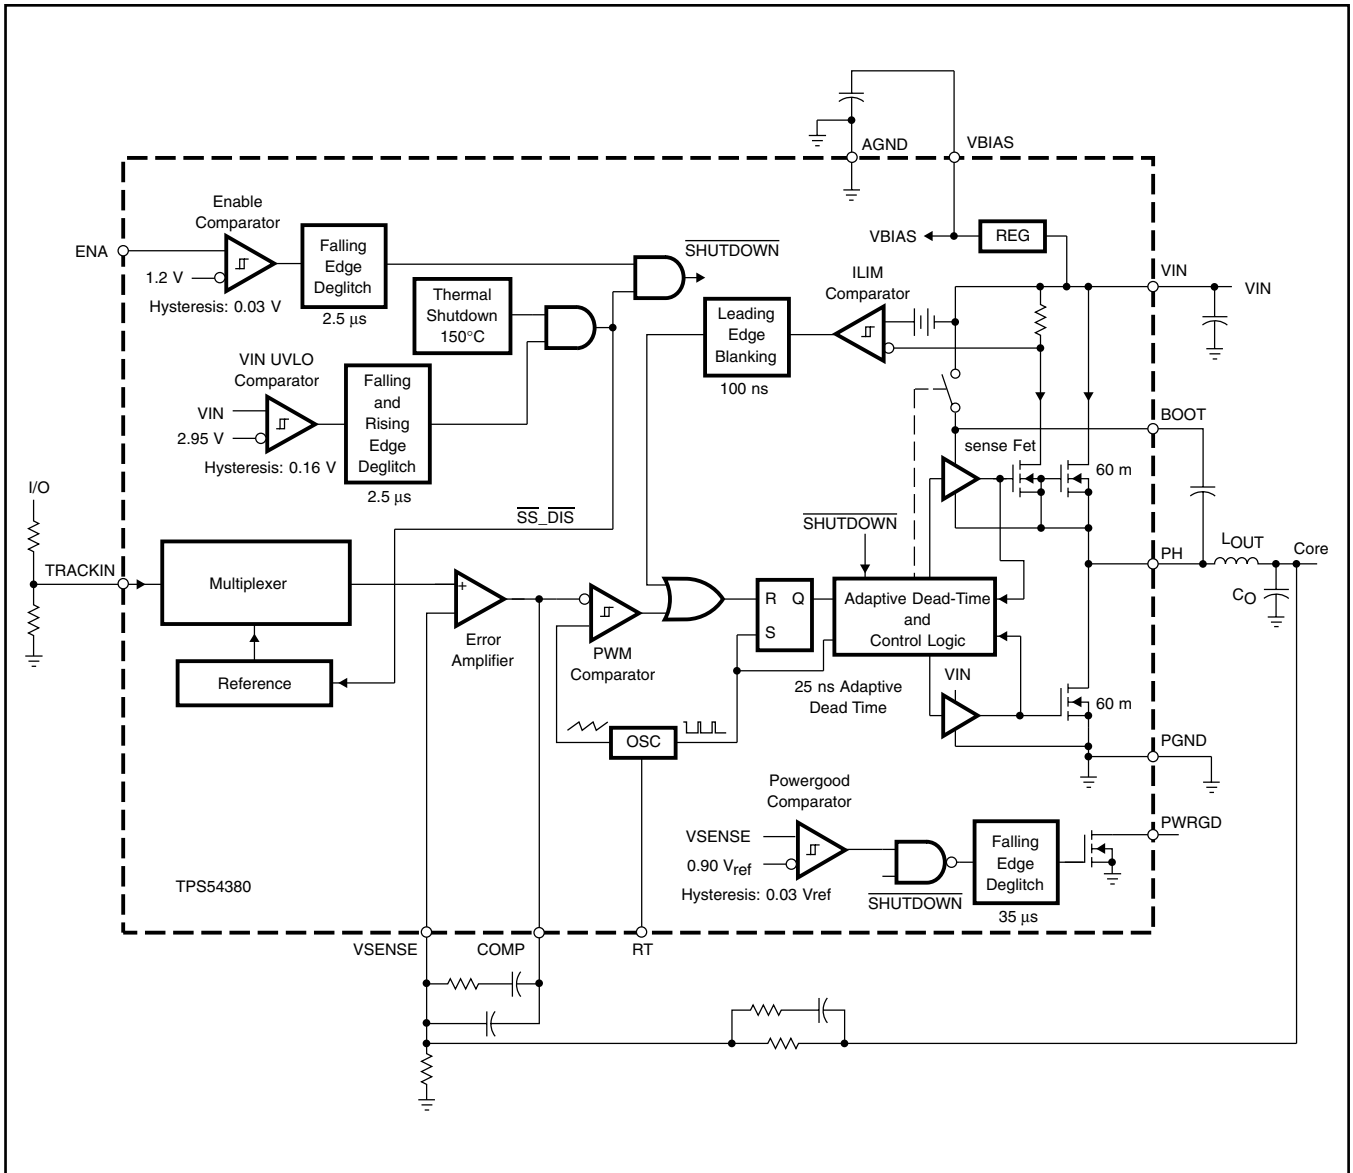 AGND
VBIAS
Enable
Comparator
ENA
1.2 V
Hysteresis: 0.03 V
Falling
Edge
Deglitch
2.5 μs
SHUTDOWN
Thermal
Shutdown
150°C
VBIAS
REG
ILIM
Comparator
Leading
Edge
Blanking
100 ns
VIN
VIN
VIN UVLO
Comparator
VIN
2.95 V
Hysteresis: 0.16 V
Falling
and
Rising
Edge
Deglitch
2.5 μs
BOOT
sense Fet
60 m
I/O
SS_DIS
SHUTDOWN
TRACKIN
Multiplexer
Reference
+
Error
Amplifier
PWM
Comparator
R Q
S
Adaptive Dead-Time
and
Control Logic
25 ns Adaptive
Dead Time
PH
LOUT
Core
CO
VIN
60 m
OSC
PGND
Powergood
Comparator
VSENSE
0.90 Vref
Hysteresis: 0.03 Vref
SHUTDOWN
Falling
Edge
Deglitch
35 μs
PWRGD
TPS54380
VSENSE
COMP
RT